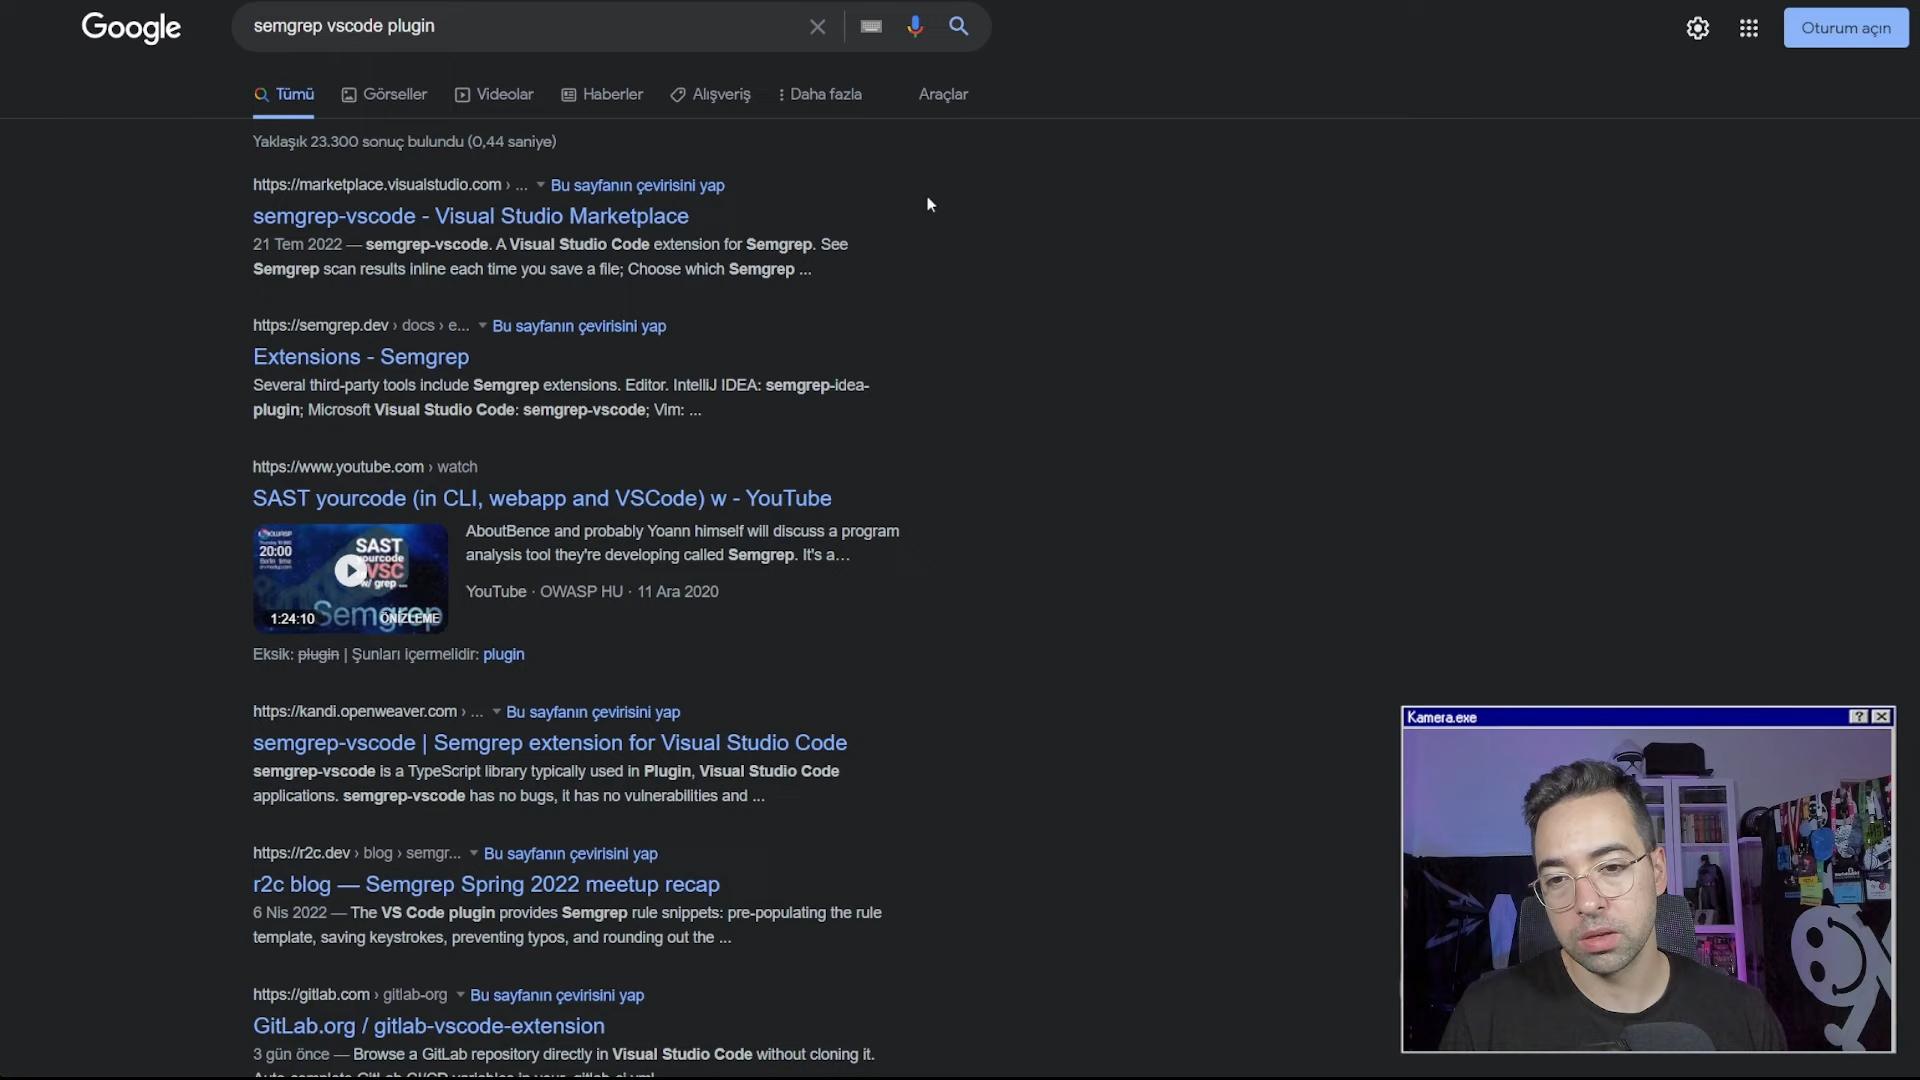 Google
semgrep vscode plugin
Oturum açın
Tümü
Görseller
Videolar
Haberler
Alışveriş
Daha fazla
Araçlar
Yaklaşık 23.300 sonuç bulundu (0,44 saniye)
https://marketplace.visualstudio.com › ... Bu sayfanın çevirisini yap
semgrep-vscode - Visual Studio Marketplace
21 Tem 2022 — semgrep-vscode. A Visual Studio Code extension for Semgrep. See
Semgrep scan results inline each time you save a file; Choose which Semgrep ...
https://semgrep.dev › docs › e... Bu sayfanın çevirisini yap
Extensions - Semgrep
Several third-party tools include Semgrep extensions. Editor. IntelliJ IDEA: semgrep-idea-
plugin; Microsoft Visual Studio Code: semgrep-vscode; Vim: ...
https://www.youtube.com › watch
SAST yourcode (in CLI, webapp and VSCode) w - YouTube
20:00
SAST
yourcode
VSC
w/ grep ...
Semgrep
1:24:10
ÖNİZLEME
AboutBence and probably Yoann himself will discuss a program
analysis tool they're developing called Semgrep. It's a...
YouTube · OWASP HU · 11 Ara 2020
Eksik: plugin | Şunları içermelidir: plugin
https://kandi.openweaver.com › ... Bu sayfanın çevirisini yap
semgrep-vscode | Semgrep extension for Visual Studio Code
semgrep-vscode is a TypeScript library typically used in Plugin, Visual Studio Code
applications. semgrep-vscode has no bugs, it has no vulnerabilities and ...
https://r2c.dev › blog › semgr... Bu sayfanın çevirisini yap
r2c blog — Semgrep Spring 2022 meetup recap
6 Nis 2022 — The VS Code plugin provides Semgrep rule snippets: pre-populating the rule
template, saving keystrokes, preventing typos, and rounding out the ...
https://gitlab.com › gitlab-org Bu sayfanın çevirisini yap
GitLab.org / gitlab-vscode-extension
3 gün önce — Browse a GitLab repository directly in Visual Studio Code without cloning it.
Kamera.exe